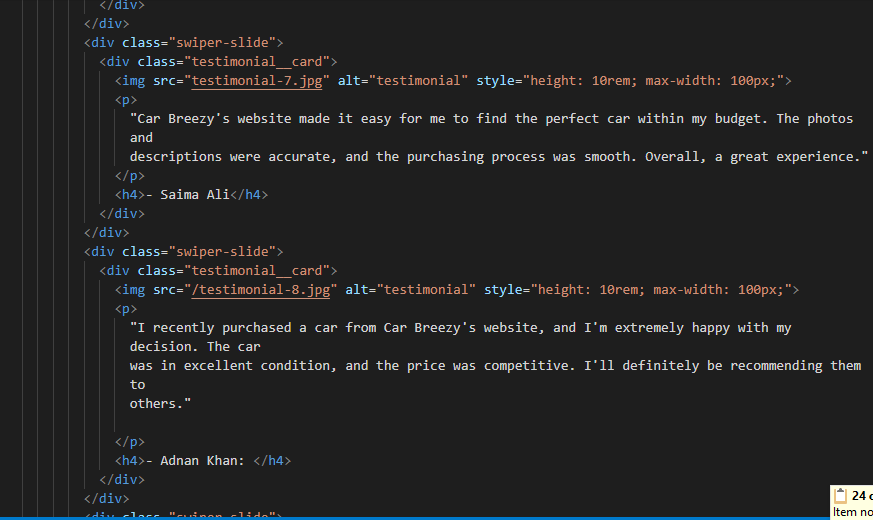 </div>
</div>
<div class="swiper-slide">
<div class="testimonial__card">
<img src="testimonial-7.jpg" alt="testimonial" style="height: 10rem; max-width: 100px;">
<p>
"Car Breezy's website made it easy for me to find the perfect car within my budget. The photos
and
descriptions were accurate, and the purchasing process was smooth. Overall, a great experience."
</p>
<h4>- Saima Ali</h4>
</div>
</div>
<div class="swiper-slide">
<div class="testimonial__card">
<img src="/testimonial-8.jpg" alt="testimonial" style="height: 10rem; max-width: 100px;">
<p>
"I recently purchased a car from Car Breezy's website, and I'm extremely happy with my
decision. The car
was in excellent condition, and the price was competitive. I'll definitely be recommending them
to
others."
</p>
<h4>- Adnan Khan: </h4>
</div>
</div>
<div class="swiper-slide">
24
Item